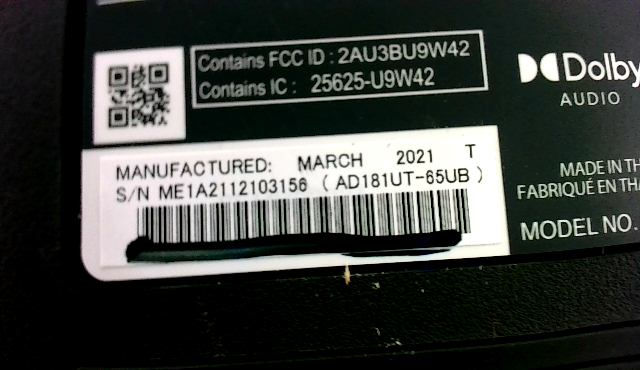 Contains FCC ID : 2AU3BU9W42
Contains IC : 25625-U9W42
Dolby
AUDIO
MANUFACTURED: MARCH 2021 T
S/N ME1A2112103156 ( AD181UT-65UB )
MADE IN TH
FABRIQUÉ EN THA
MODEL NO.